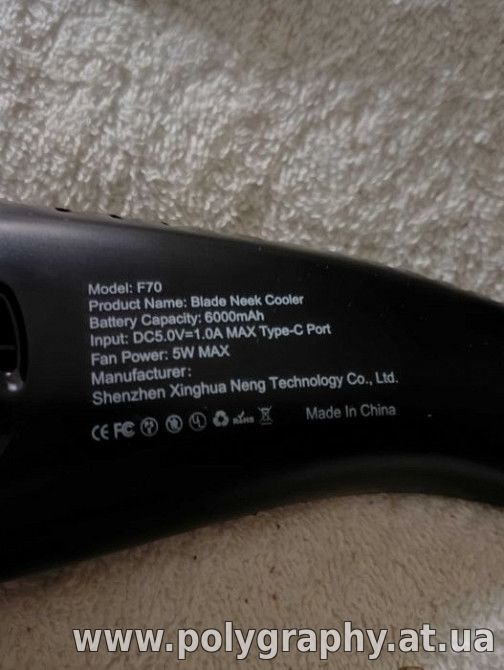 Model: F70
Product Name: Blade Neek Cooler
Battery Capacity: 6000mAh
Input: DC5.0V=1.0A MAX Type-C Port
Fan Power: 5W MAX
Manufacturer:
Shenzhen Xinghua Neng Technology Co., Ltd.
CE FC RoHS Made In China
www.polygraphy.at.ua